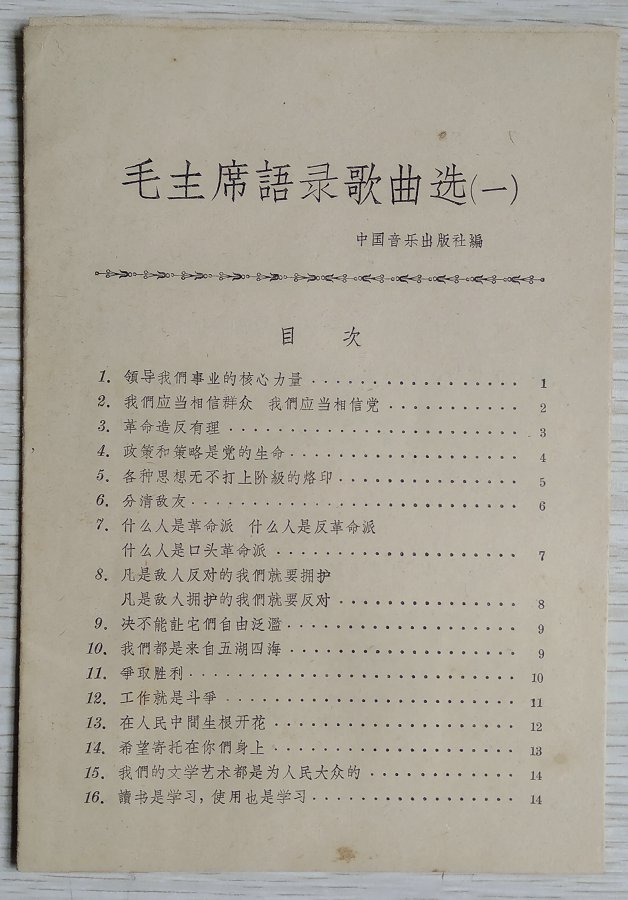 毛主席語录歌曲选(一)
中国音乐出版社編
目 次
1. 領导我們事业的核心力量 1
2. 我們应当相信群众 我們应当相信党 2
3. 革命造反有理 3
4. 政策和策略是党的生命 4
5. 各种思想无不打上阶級的烙印 5
6. 分清敌友 6
7. 什么人是革命派 什么人是反革命派
什么人是口头革命派 7
8. 凡是敌人反对的我們就要拥护
凡是敌人拥护的我們就要反对 8
9. 决不能訨它們自由泛濫 9
10. 我們都是来自五湖四海 9
11. 爭取胜利 10
12. 工作就是斗爭 11
13. 在人民中間生根开花 12
14. 希望寄托在你們身上 13
15. 我們的文学艺术都是为人民大众的 14
16. 讀书是学习, 使用也是学习 14